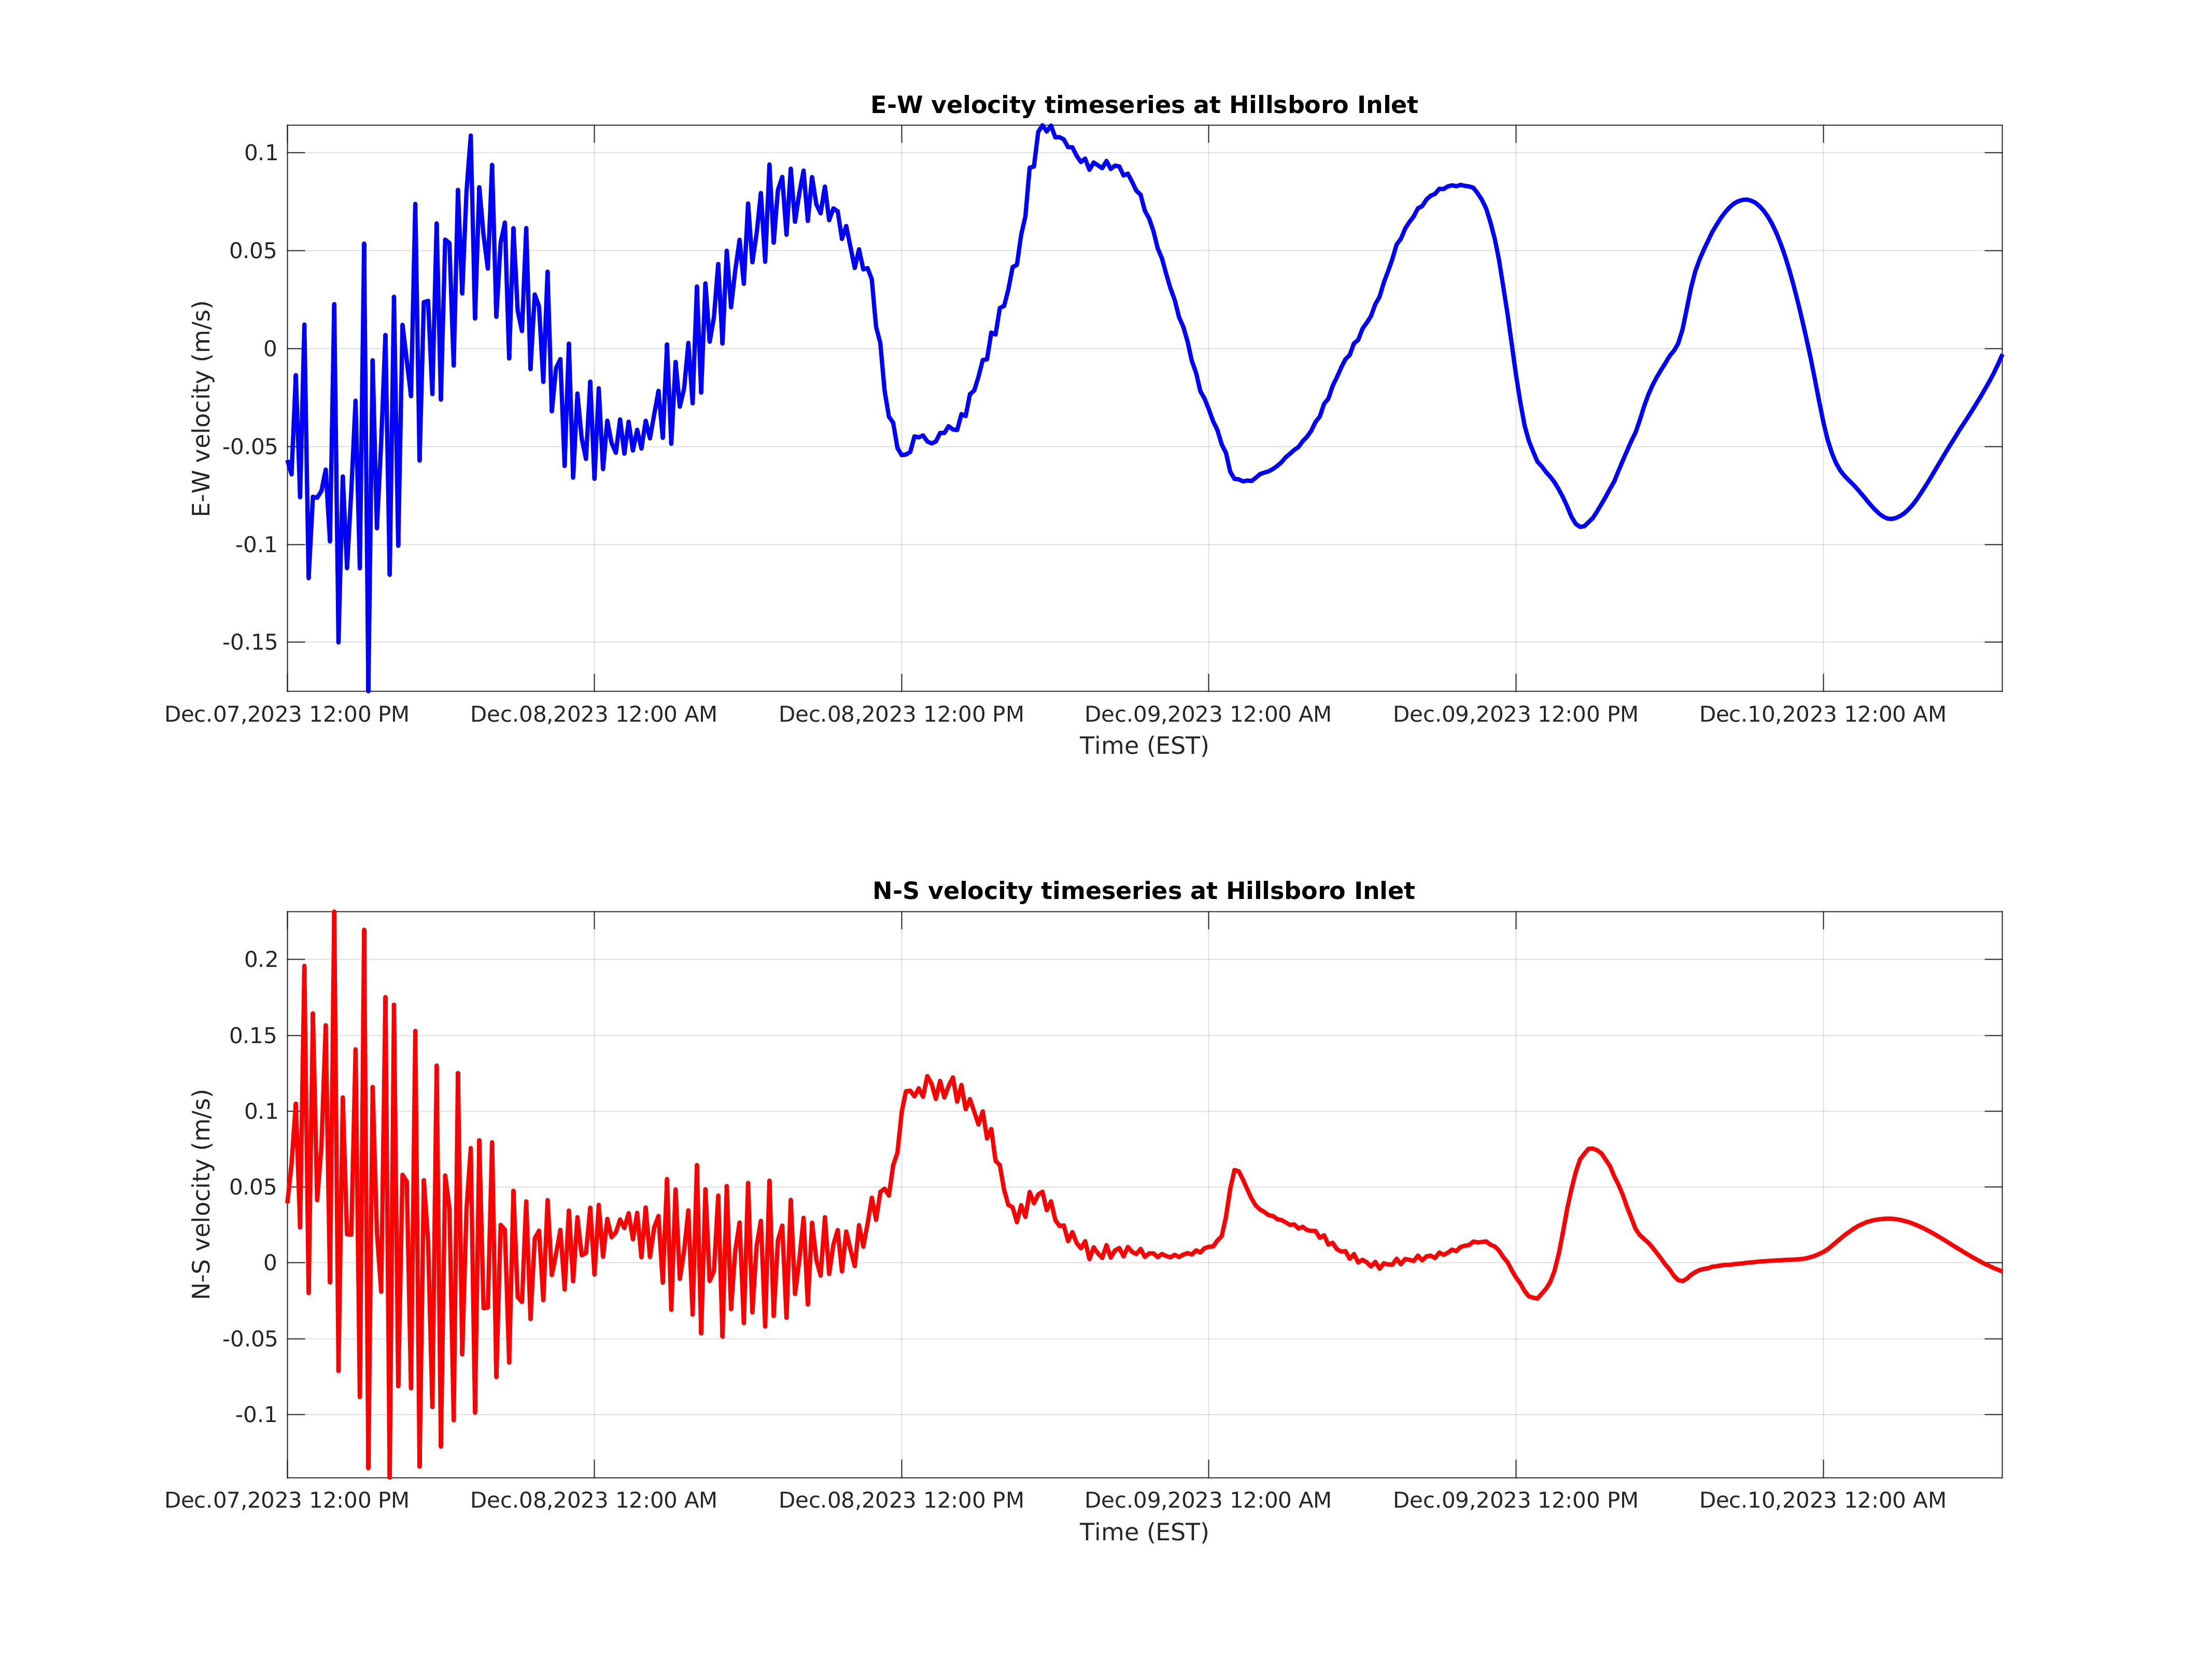 E-W velocity timeseries at Hillsboro Inlet
0.1
0.05
0
-0.05
-0.1
-0.15
E-W velocity (m/s)
Dec.07,2023 12:00 PM Dec.08,2023 12:00 AM Dec.08,2023 12:00 PM Dec.09,2023 12:00 AM Dec.09,2023 12:00 PM Dec.10,2023 12:00 AM
Time (EST)
N-S velocity timeseries at Hillsboro Inlet
0.2
0.15
0.1
0.05
0
-0.05
-0.1
N-S velocity (m/s)
Dec.07,2023 12:00 PM Dec.08,2023 12:00 AM Dec.08,2023 12:00 PM Dec.09,2023 12:00 AM Dec.09,2023 12:00 PM Dec.10,2023 12:00 AM
Time (EST)